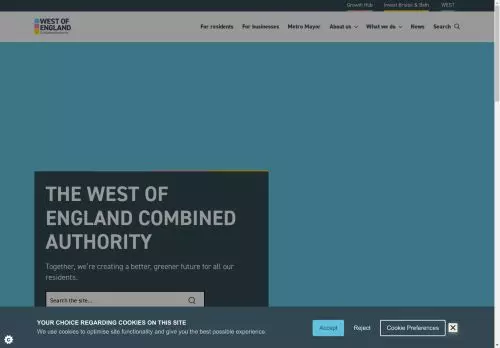 Growth Hub Invest Bristol & Bath WEST
WEST OF
ENGLAND
Combined Authority
For residents For businesses Metro Mayor About us What we do News Search
THE WEST OF
ENGLAND COMBINED
AUTHORITY
Together, we're creating a better, greener future for all our
residents.
Search the site...
YOUR CHOICE REGARDING COOKIES ON THIS SITE
We use cookies to optimise site functionality and give you the best possible experience.
Accept Reject Cookie Preferences